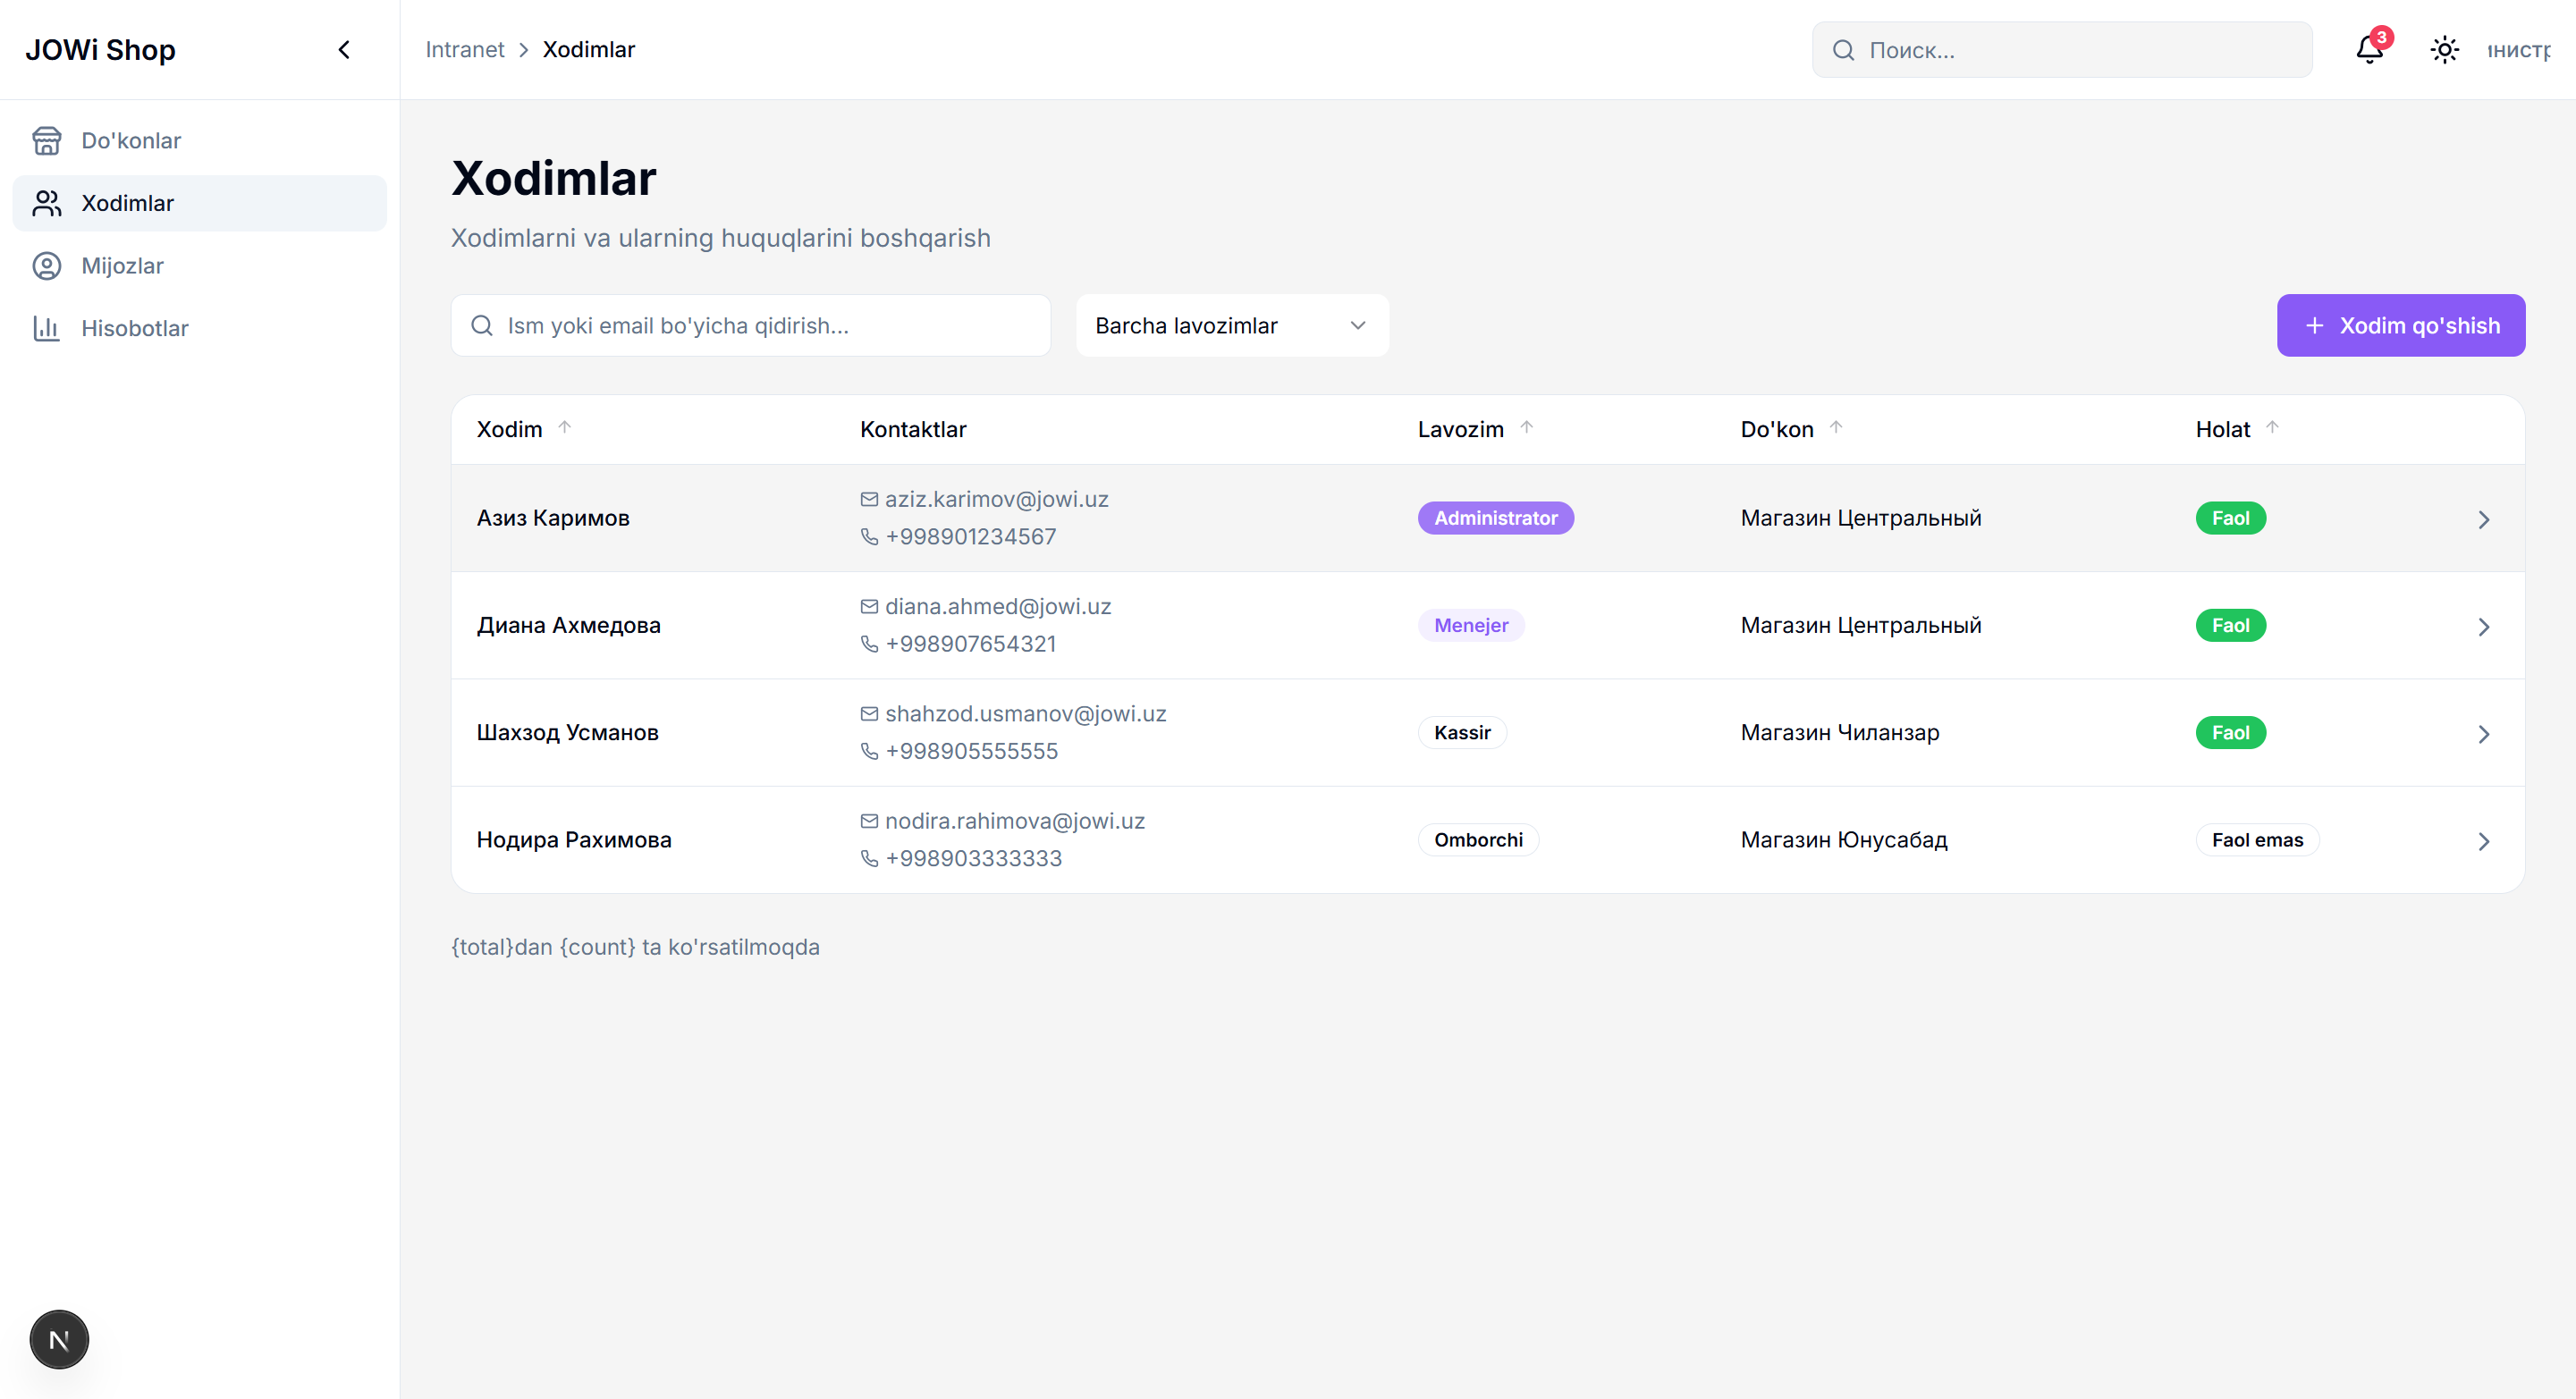 JOWi Shop
Intranet > Xodimlar
Поиск...
3
Do'konlar
Xodimlar
Mijozlar
Hisobotlar
Xodimlar
Xodimlarni va ularning huquqlarini boshqarish
Ism yoki email bo'yicha qidirish...
Barcha lavozimlar
+ Xodim qo'shish
Xodim ↑ Kontaktlar Lavozim ↑ Do'kon ↑ Holat ↑
Азиз Каримов aziz.karimov@jowi.uz Administrator Магазин Центральный Faol
+998901234567
Диана Ахмедова diana.ahmed@jowi.uz Menejer Магазин Центральный Faol
+998907654321
Шахзод Усманов shahzod.usmanov@jowi.uz Kassir Магазин Чиланзар Faol
+998905555555
Нодира Рахимова nodira.rahimova@jowi.uz Omborchi Магазин Юнусабад Faol emas
+998903333333
{total}dan {count} ta ko'rsatilmoqda
N